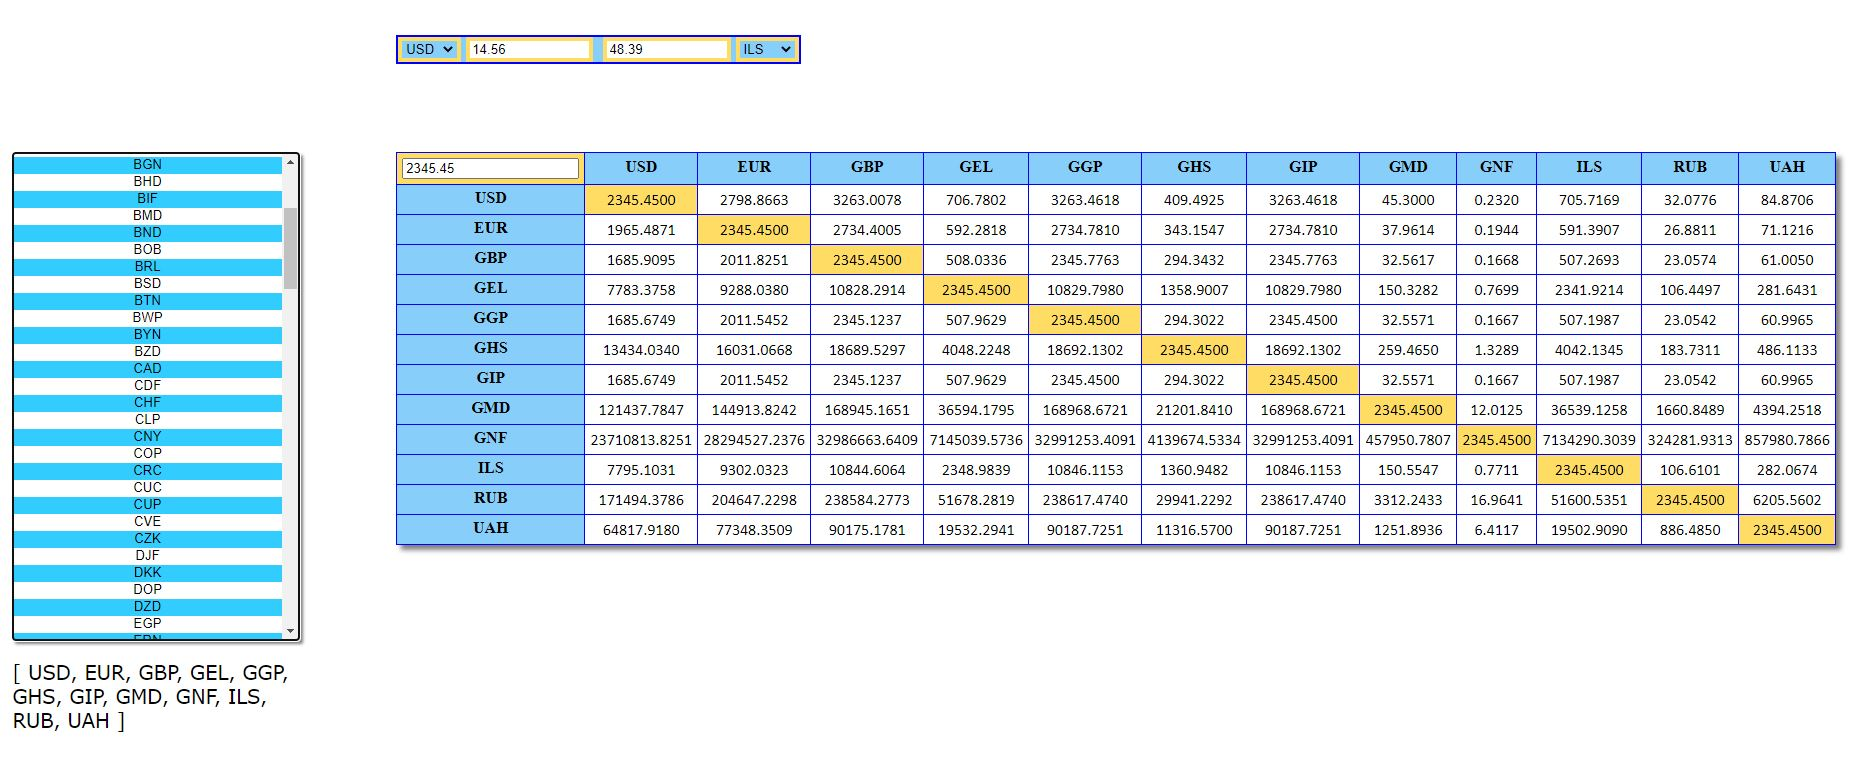 USD 14.56 48.39 ILS
BGN
BHD
BIF
BMD
BND
BOB
BRL
BSD
BTN
BWP
BYN
BZD
CAD
CDF
CHF
CLP
CNY
COP
CRC
CUC
CUP
CVE
CZK
DJF
DKK
DOP
DZD
EGP
ERN
[ USD, EUR, GBP, GEL, GGP,
GHS, GIP, GMD, GNF, ILS,
RUB, UAH ]
2345.45 USD EUR GBP GEL GGP GHS GIP GMD GNF ILS RUB UAH
USD 2345.4500 2798.8663 3263.0078 706.7802 3263.4618 409.4925 3263.4618 45.3000 0.2320 705.7169 32.0776 84.8706
EUR 1965.4871 2345.4500 2734.4005 592.2818 2734.7810 343.1547 2734.7810 37.9614 0.1944 591.3907 26.8811 71.1216
GBP 1685.9095 2011.8251 2345.4500 508.0336 2345.7763 294.3432 2345.7763 32.5617 0.1668 507.2693 23.0574 61.0050
GEL 7783.3758 9288.0380 10828.2914 2345.4500 10829.7980 1358.9007 10829.7980 150.3282 0.7699 2341.9214 106.4497 281.6431
GGP 1685.6749 2011.5452 2345.1237 507.9629 2345.4500 294.3022 2345.4500 32.5571 0.1667 507.1987 23.0542 60.9965
GHS 13434.0340 16031.0668 18689.5297 4048.2248 18692.1302 2345.4500 18692.1302 259.4650 1.3289 4042.1345 183.7311 486.1133
GIP 1685.6749 2011.5452 2345.1237 507.9629 2345.4500 294.3022 2345.4500 32.5571 0.1667 507.1987 23.0542 60.9965
GMD 121437.7847 144913.8242 168945.1651 36594.1795 168968.6721 21201.8410 168968.6721 2345.4500 12.0125 36539.1258 1660.8489 4394.2518
GNF 23710813.8251 28294527.2376 32986663.6409 7145039.5736 32991253.4091 4139674.5334 32991253.4091 457950.7807 2345.4500 7134290.3039 324281.9313 857980.7866
ILS 7795.1031 9302.0323 10844.6064 2348.9839 10846.1153 1360.9482 10846.1153 150.5547 0.7711 2345.4500 106.6101 282.0674
RUB 171494.3786 204647.2298 238584.2773 51678.2819 238617.4740 29941.2292 238617.4740 3312.2433 16.9641 51600.5351 2345.4500 6205.5602
UAH 64817.9180 77348.3509 90175.1781 19532.2941 90187.7251 11316.5700 90187.7251 1251.8936 6.4117 19502.9090 886.4850 2345.4500